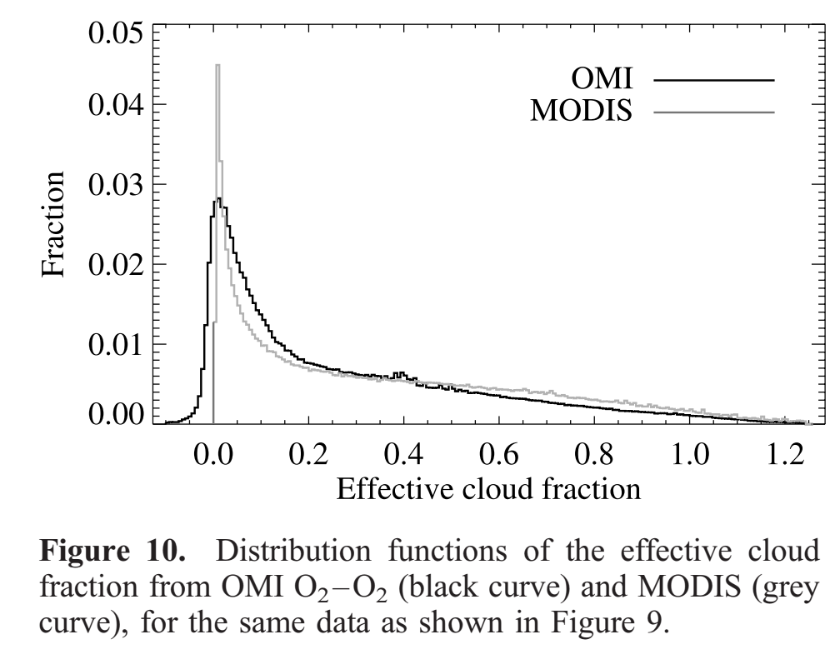 0.05
0.04
0.03
0.02
0.01
0.00
Fraction
OMI
MODIS
0.0 0.2 0.4 0.6 0.8 1.0 1.2
Effective cloud fraction
Figure 10. Distribution functions of the effective cloud
fraction from OMI O₂−O₂ (black curve) and MODIS (grey
curve), for the same data as shown in Figure 9.